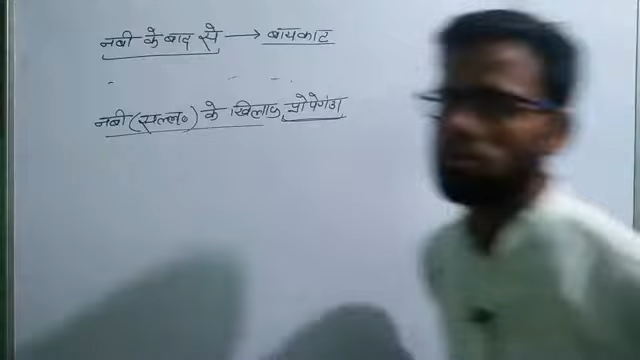 नबी के बाद से → बायकाट
नबी (सल्ल०) के खिलाफ प्रोपेगंडा